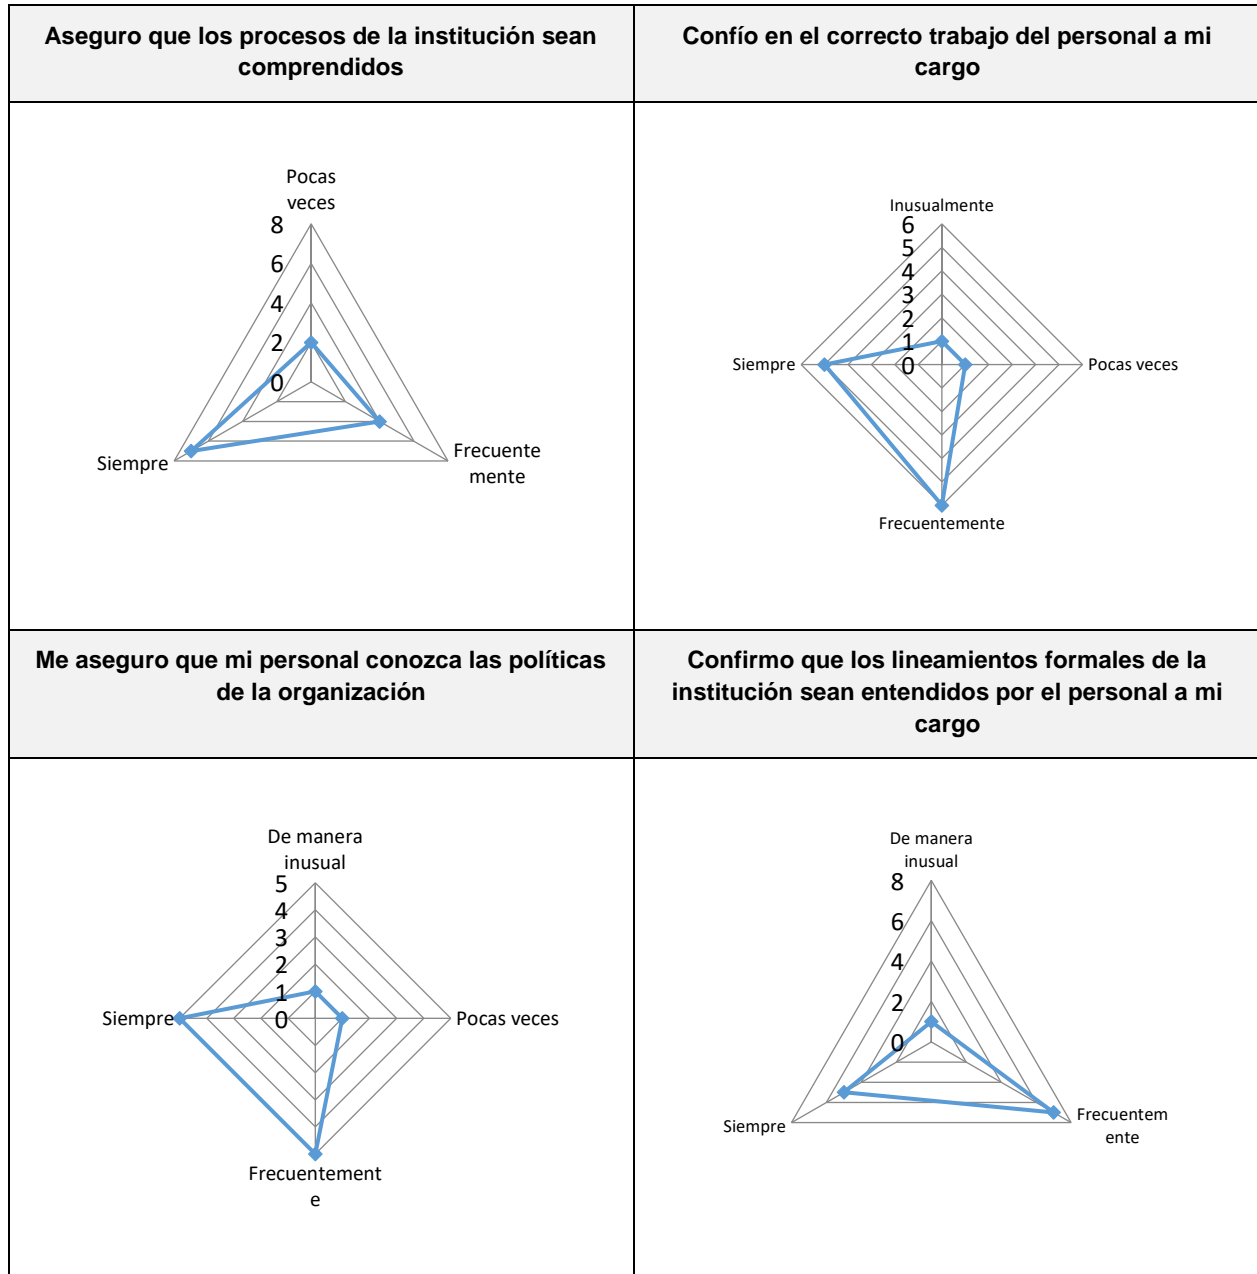 Aseguro que los procesos de la institución sean
comprendidos
Confío en el correcto trabajo del personal a mi
cargo
Pocas
veces
8
6
4
2
0
Siempre
Frecuente
mente
Inusualmente
6
5
4
3
2
1
0
Siempre
Pocas veces
Frecuentemente
Me aseguro que mi personal conozca las políticas
de la organización
Confirmo que los lineamientos formales de la
institución sean entendidos por el personal a mi
cargo
De manera
inusual
5
4
3
2
1
0
Siempre
Pocas veces
Frecuentement
e
De manera
inusual
8
6
4
2
0
Siempre
Frecuentem
ente